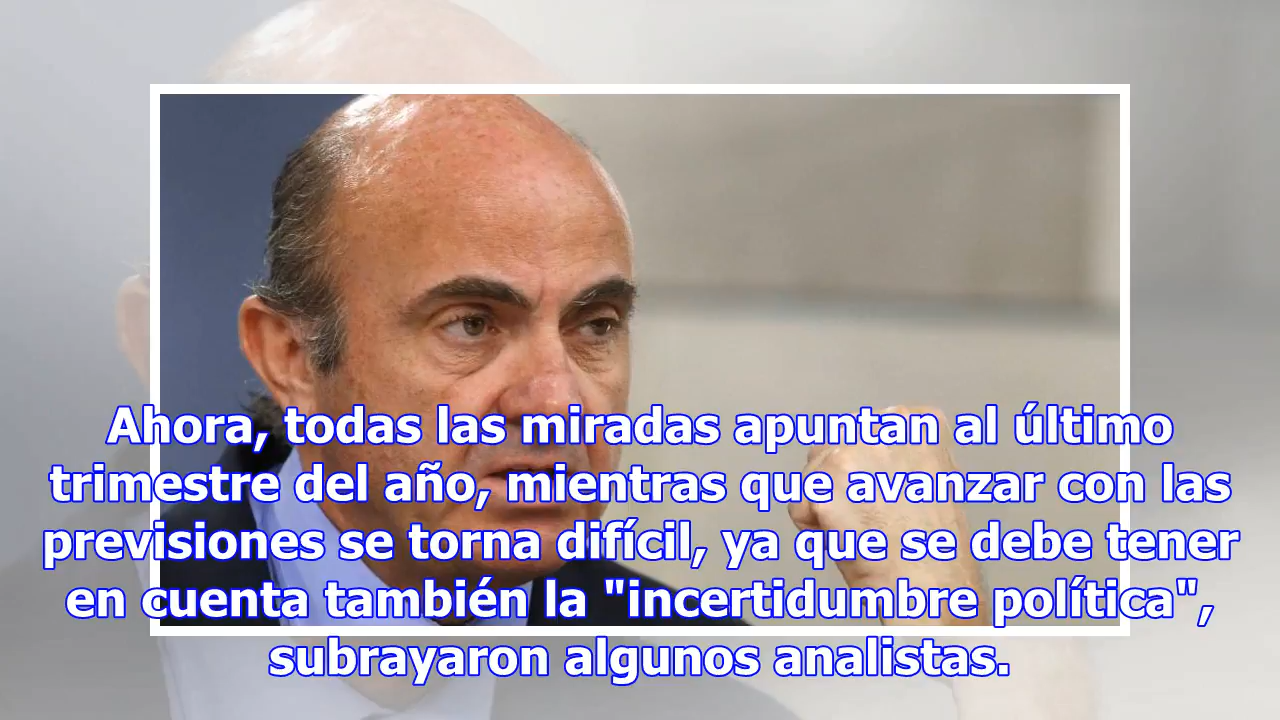 Ahora, todas las miradas apuntan al último
trimestre del año, mientras que avanzar con las
previsiones se torna difícil, ya que se debe tener
en cuenta también la "incertidumbre política",
subrayaron algunos analistas.